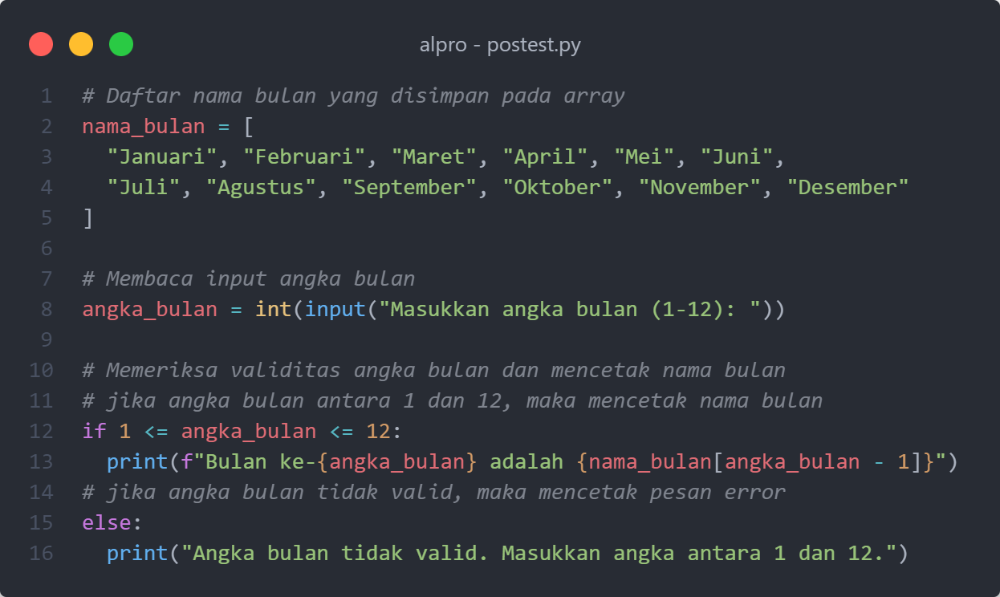 alpro - postest.py
1 # Daftar nama bulan yang disimpan pada array
2 nama_bulan = [
3   "Januari", "Februari", "Maret", "April", "Mei", "Juni",
4   "Juli", "Agustus", "September", "Oktober", "November", "Desember"
5 ]
6
7 # Membaca input angka bulan
8 angka_bulan = int(input("Masukkan angka bulan (1-12): "))
9
10 # Memeriksa validitas angka bulan dan mencetak nama bulan
11 # jika angka bulan antara 1 dan 12, maka mencetak nama bulan
12 if 1 <= angka_bulan <= 12:
13   print(f"Bulan ke-{angka_bulan} adalah {nama_bulan[angka_bulan - 1]}")
14 # jika angka bulan tidak valid, maka mencetak pesan error
15 else:
16   print("Angka bulan tidak valid. Masukkan angka antara 1 dan 12.")